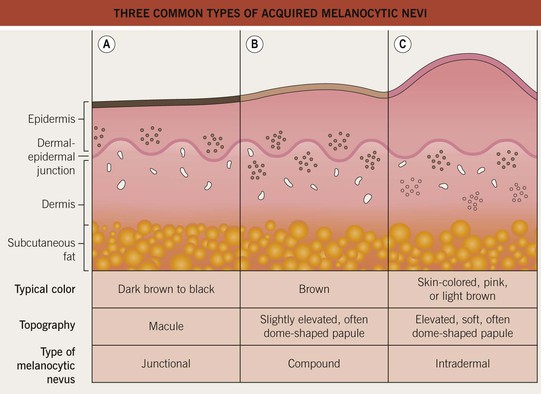 THREE COMMON TYPES OF ACQUIRED MELANOCYTIC NEVI
A
B
C
Epidermis
Dermal-
epidermal
junction
Dermis
Subcutaneous
fat
Typical color
Dark brown to black
Brown
Skin-colored, pink,
or light brown
Topography
Macule
Slightly elevated, often
dome-shaped papule
Elevated, soft, often
dome-shaped papule
Type of
melanocytic
nevus
Junctional
Compound
Intradermal